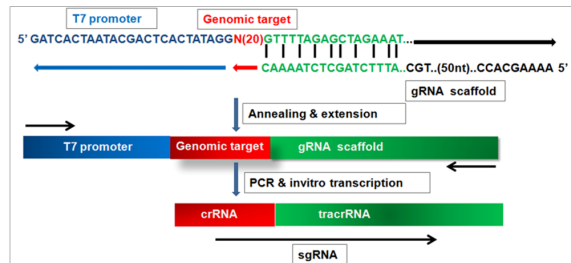 T7 promoter Genomic target
5' GATCACTAATACGACTCACTATAGGN(20)GTTTTAGAGCTAGAAAT...
CAAAATCTCGATCTTTA..CGT..(50nt)..CCACGAAAA 5'
gRNA scaffold
Annealing & extension
T7 promoter Genomic target gRNA scaffold
PCR & invitro transcription
crRNA tracrRNA
sgRNA